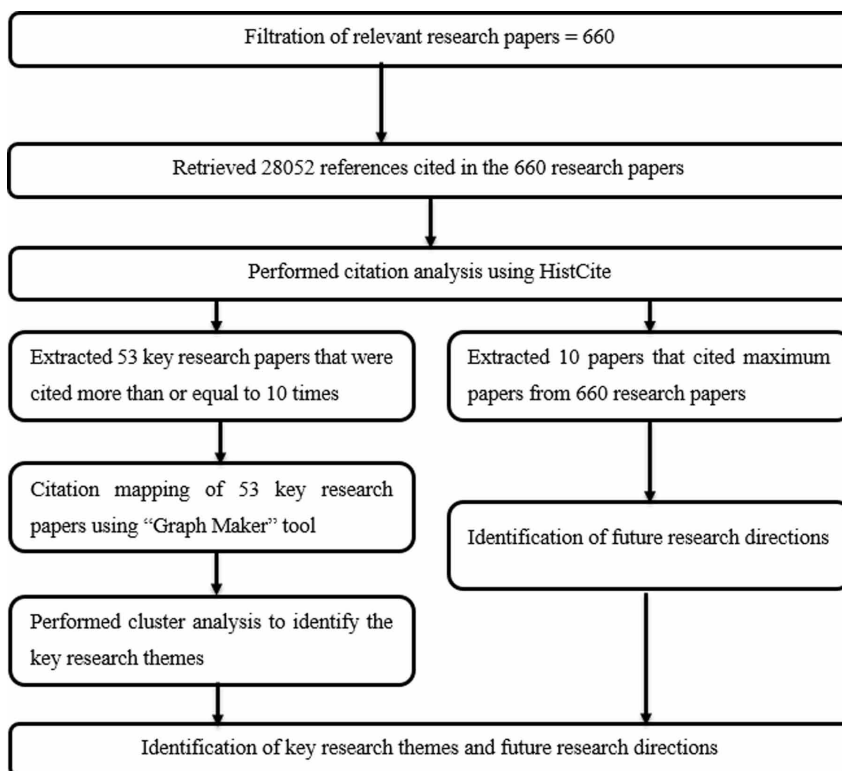 Filtration of relevant research papers = 660
Retrieved 28052 references cited in the 660 research papers
Performed citation analysis using HistCite
Extracted 53 key research papers that were
cited more than or equal to 10 times
Extracted 10 papers that cited maximum
papers from 660 research papers
Citation mapping of 53 key research
papers using “Graph Maker” tool
Identification of future research directions
Performed cluster analysis to identify the
key research themes
Identification of key research themes and future research directions